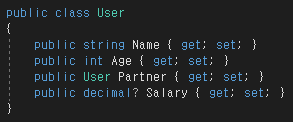 public class User
{
public string Name { get; set; }
public int Age { get; set; }
public User Partner { get; set; }
public decimal? Salary { get; set; }
}